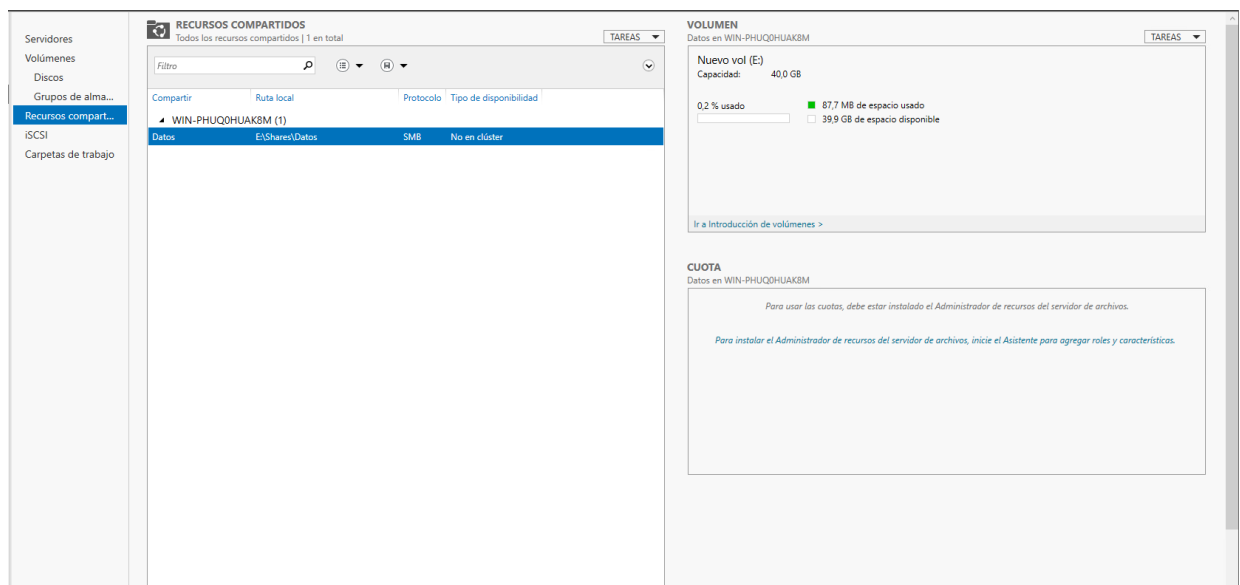 Servidores
Volúmenes
Discos
Grupos de alma...
Recursos compart...
iSCSI
Carpetas de trabajo
RECURSOS COMPARTIDOS
Todos los recursos compartidos | 1 en total
TAREAS
Filtro
Compartir Ruta local Protocolo Tipo de disponibilidad
WIN-PHUQ0HUAK8M (1)
Datos E:\Shares\Datos SMB No en clúster
VOLUMEN
Datos en WIN-PHUQ0HUAK8M
TAREAS
Nuevo vol (E:)
Capacidad: 40,0 GB
0,2 % usado 87,7 MB de espacio usado
39,9 GB de espacio disponible
Ir a Introducción de volúmenes >
CUOTA
Datos en WIN-PHUQ0HUAK8M
Para usar las cuotas, debe estar instalado el Administrador de recursos del servidor de archivos.
Para instalar el Administrador de recursos del servidor de archivos, inicie el Asistente para agregar roles y características.